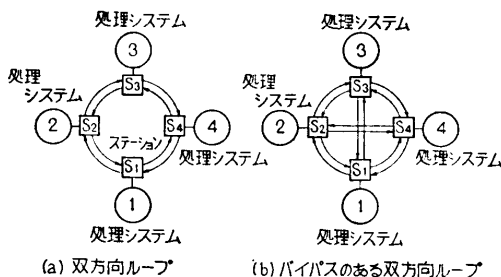 処理システム
3
処理
システム
2
S3
S2
S4
ステーション
4
処理システム
S1
1
処理システム
(a) 双方向ループ
処理システム
3
処理
システム
2
S3
S2
S4
4
処理システム
S1
1
処理システム
(b) バイパスのある双方向ループ